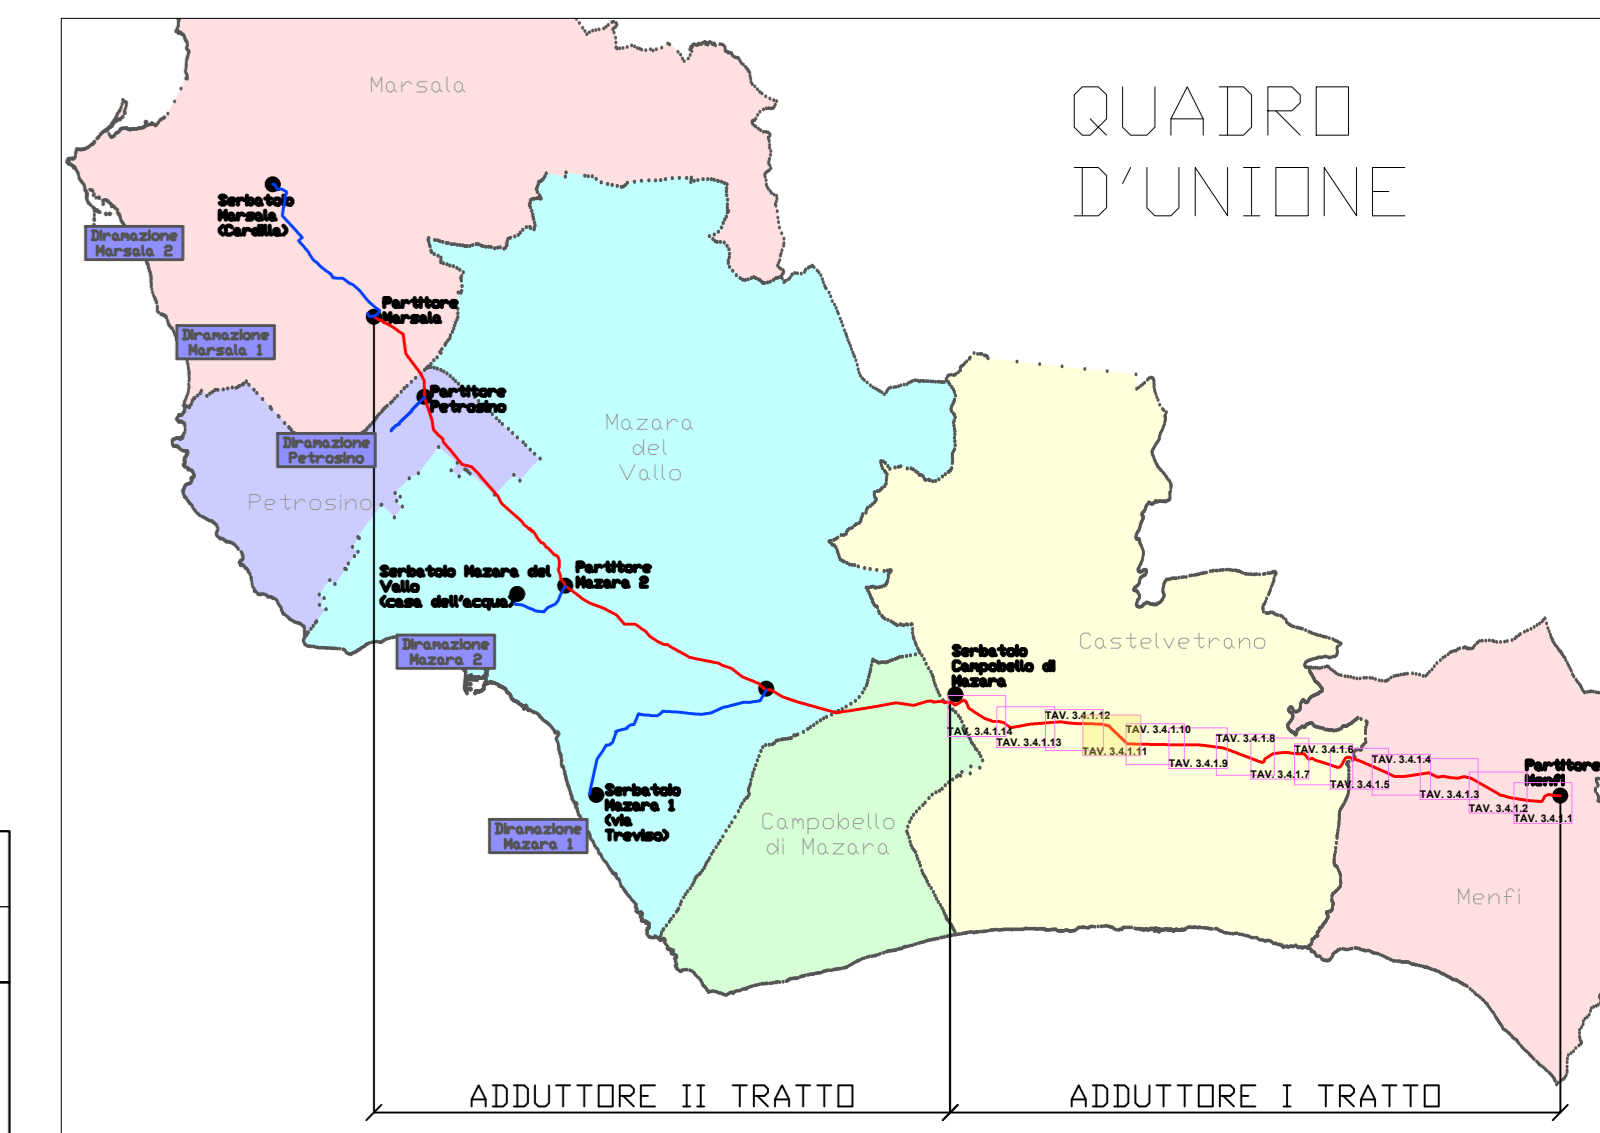 Marsala
QUADRO
D'UNIONE
Serbatoio
Marsala
(Cardilla)
Diramazione
Marsala 2
Partitore
Marsala
Diramazione
Marsala 1
Partitore
Petrosino
Mazara
del
Vallo
Diramazione
Petrosino
Petrosino
Serbatoio Mazara del
Vallo
(casa dell'acqua)
Partitore
Mazara 2
Diramazione
Mazara 2
Castelvetrano
Serbatoio
Campobello di
Mazara
TAV. 3.4.1.14
TAV. 3.4.1.13
TAV. 3.4.1.12
TAV. 3.4.1.11
TAV. 3.4.1.10
TAV. 3.4.1.9
TAV. 3.4.1.8
TAV. 3.4.1.7
TAV. 3.4.1.6
TAV. 3.4.1.5
TAV. 3.4.1.4
TAV. 3.4.1.3
TAV. 3.4.1.2
TAV. 3.4.1.1
Partitore
Menfi
Serbatoio
Mazara 1
(via
Treviso)
Diramazione
Mazara 1
Campobello
di Mazara
Menfi
ADDUTTORE II TRATTO
ADDUTTORE I TRATTO